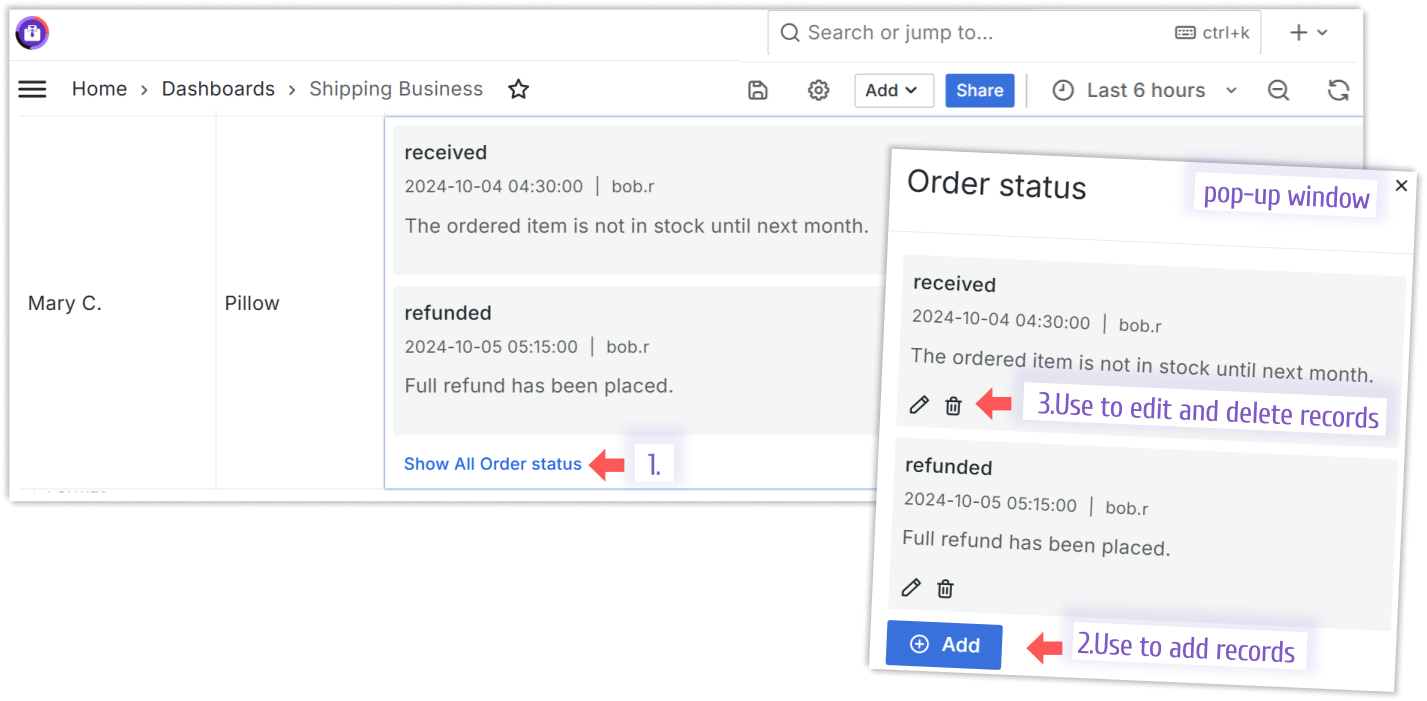 Search or jump to...
ctrl+k
Home › Dashboards › Shipping Business
Add
Share
Last 6 hours
Mary C.
Pillow
received
2024-10-04 04:30:00 | bob.r
The ordered item is not in stock until next month.
refunded
2024-10-05 05:15:00 | bob.r
Full refund has been placed.
Show All Order status
1.
Order status
pop-up window
received
2024-10-04 04:30:00 | bob.r
The ordered item is not in stock until next month.
3.Use to edit and delete records
refunded
2024-10-05 05:15:00 | bob.r
Full refund has been placed.
Add
2.Use to add records